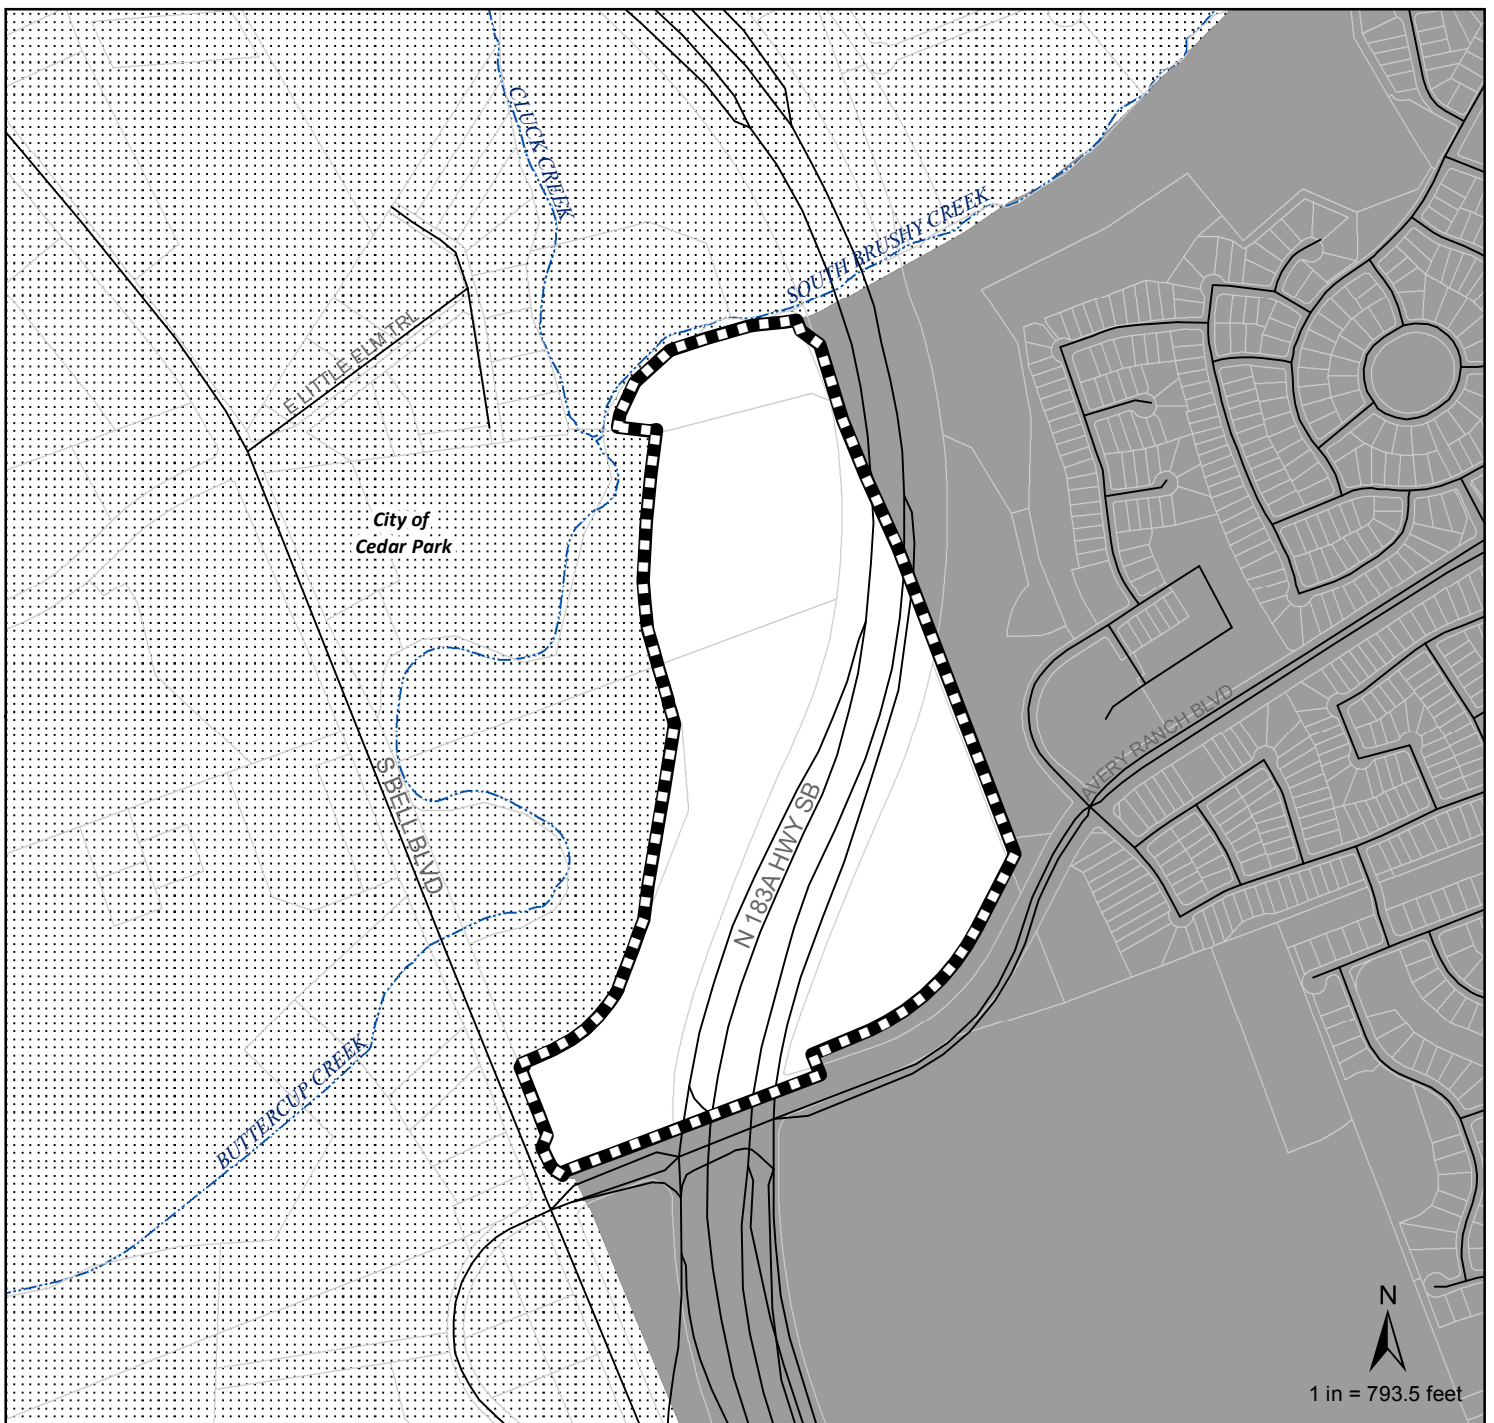 CLUCK CREEK
SOUTH BRUSHY CREEK
E LITTLE ELM TRL
City of
Cedar Park
AVERY RANCH BLVD
S BELL BLVD
N 183A HWY SB
BUTTERCUP CREEK
N
1 in = 793.5 feet